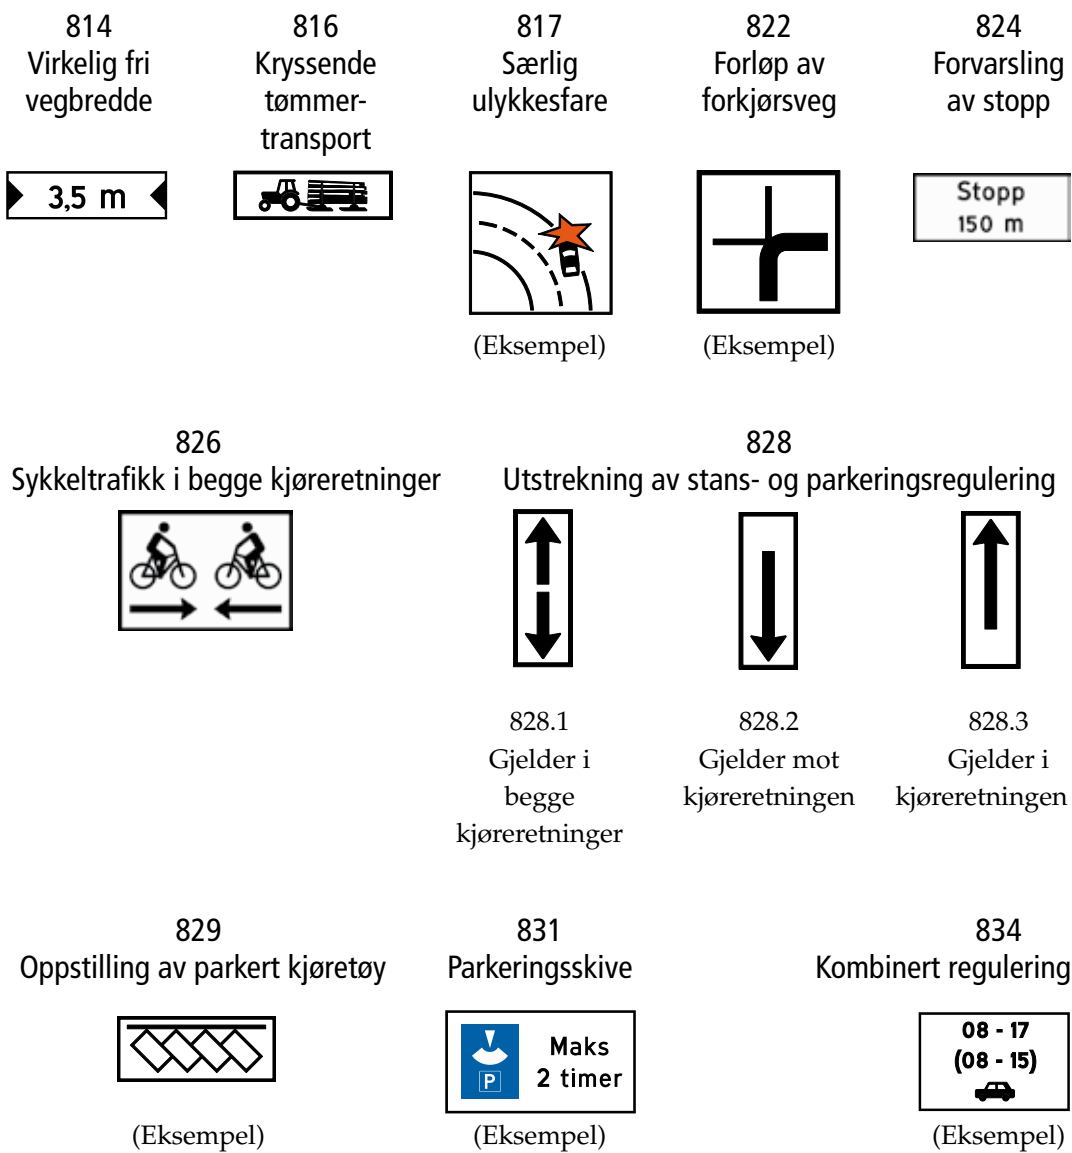 814
Virkelig fri
vegbredde
3,5 m
816
Kryssende
tømmer-
transport
817
Særlig
ulykkesfare
(Eksempel)
822
Forløp av
forkjørsveg
(Eksempel)
824
Forvarsling
av stopp
Stopp
150 m
826
Sykkeltrafikk i begge kjøreretninger
828
Utstrekning av stans- og parkeringsregulering
828.1
Gjelder i
begge
kjøreretninger
828.2
Gjelder mot
kjøreretningen
828.3
Gjelder i
kjøreretningen
829
Oppstilling av parkert kjøretøy
(Eksempel)
831
Parkeringsskive
P
Maks
2 timer
(Eksempel)
834
Kombinert regulering
08 - 17
(08 - 15)
(Eksempel)